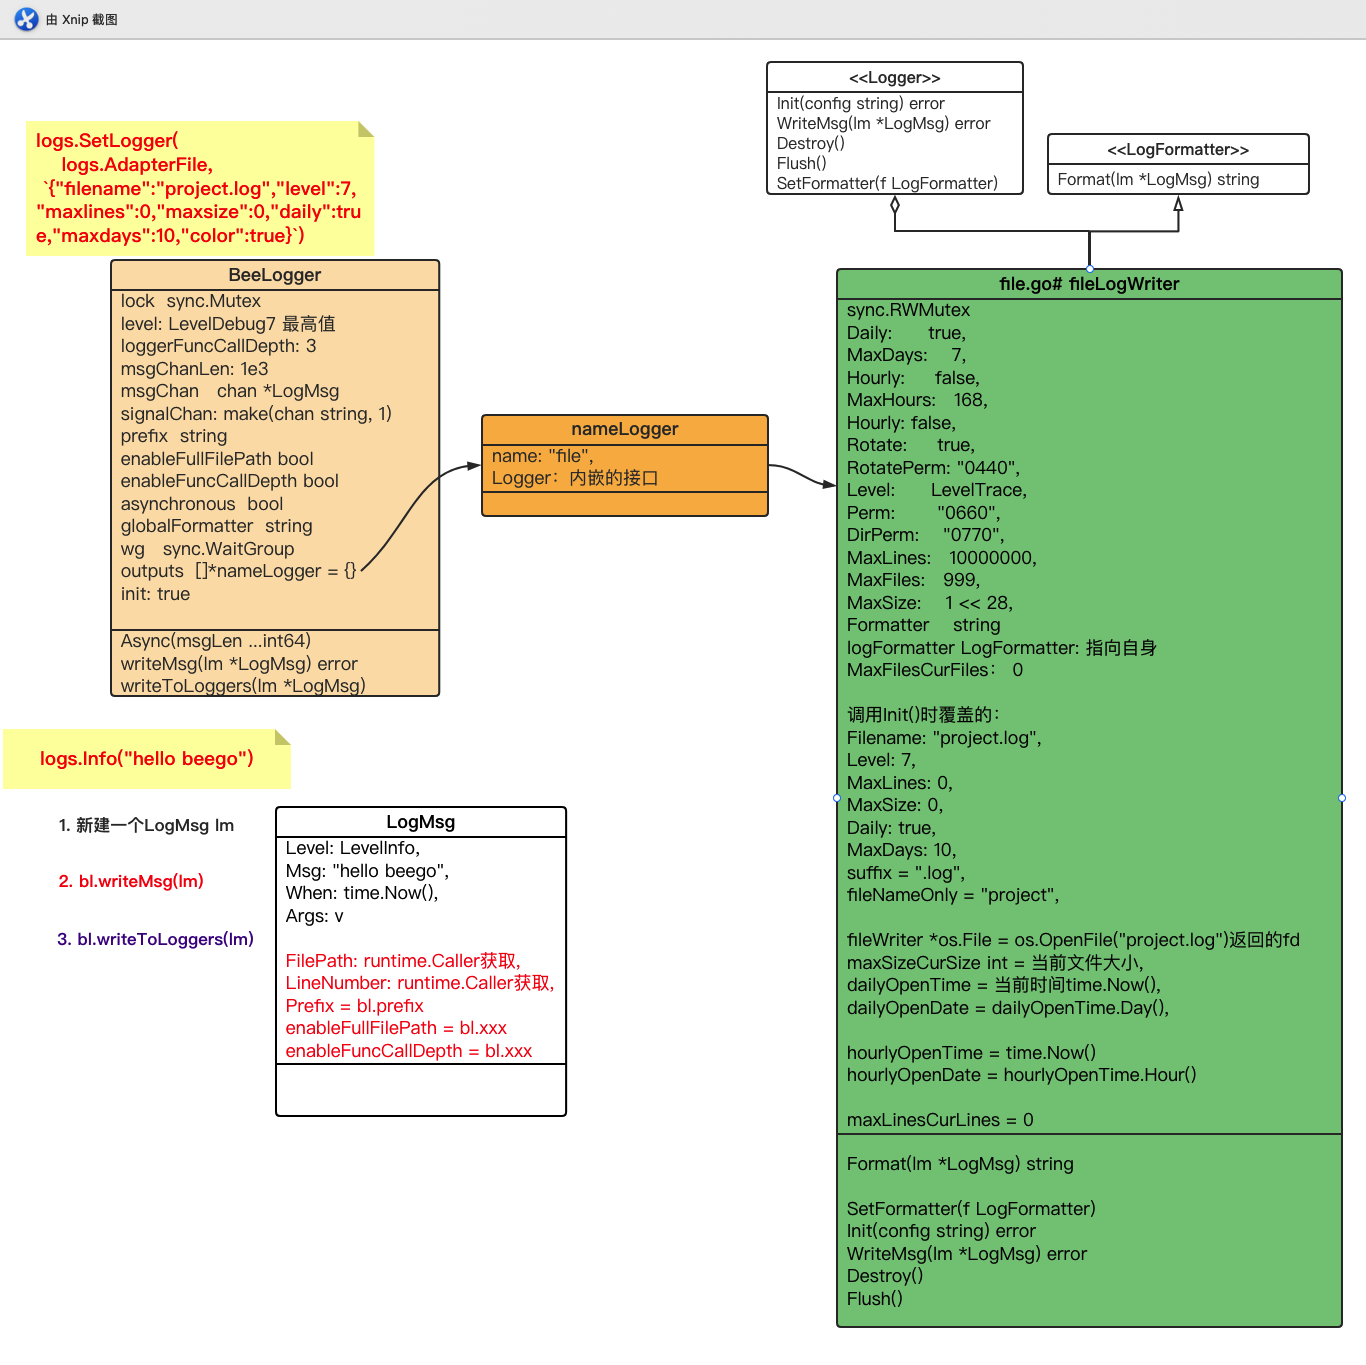 由 Xnip 截图
logs.SetLogger(
logs.AdapterFile,
`{"filename":"project.log","level":7,
"maxlines":0,"maxsize":0,"daily":tru
e,"maxdays":10,"color":true}`)
BeeLogger
lock  sync.Mutex
level: LevelDebug7 最高值
loggerFuncCallDepth: 3
msgChanLen: 1e3
msgChan   chan *LogMsg
signalChan: make(chan string, 1)
prefix  string
enableFullFilePath bool
enableFuncCallDepth bool
asynchronous  bool
globalFormatter  string
wg   sync.WaitGroup
outputs  []*nameLogger = {}
init: true
Async(msgLen ...int64)
writeMsg(lm *LogMsg) error
writeToLoggers(lm *LogMsg)
nameLogger
name: "file",
Logger：内嵌的接口
<<Logger>>
Init(config string) error
WriteMsg(lm *LogMsg) error
Destroy()
Flush()
SetFormatter(f LogFormatter)
<<LogFormatter>>
Format(lm *LogMsg) string
file.go# fileLogWriter
sync.RWMutex
Daily:      true,
MaxDays:    7,
Hourly:     false,
MaxHours:   168,
Hourly: false,
Rotate:     true,
RotatePerm: "0440",
Level:      LevelTrace,
Perm:       "0660",
DirPerm:    "0770",
MaxLines:   10000000,
MaxFiles:   999,
MaxSize:    1 << 28,
Formatter    string
logFormatter LogFormatter: 指向自身
MaxFilesCurFiles： 0
调用Init()时覆盖的：
Filename: "project.log",
Level: 7,
MaxLines: 0,
MaxSize: 0,
Daily: true,
MaxDays: 10,
suffix = ".log",
fileNameOnly = "project",
fileWriter *os.File = os.OpenFile("project.log")返回的fd
maxSizeCurSize int = 当前文件大小,
dailyOpenTime = 当前时间time.Now(),
dailyOpenDate = dailyOpenTime.Day(),
hourlyOpenTime = time.Now()
hourlyOpenDate = hourlyOpenTime.Hour()
maxLinesCurLines = 0
Format(lm *LogMsg) string
SetFormatter(f LogFormatter)
Init(config string) error
WriteMsg(lm *LogMsg) error
Destroy()
Flush()
logs.Info("hello beego")
1. 新建一个LogMsg lm
2. bl.writeMsg(lm)
3. bl.writeToLoggers(lm)
LogMsg
Level: LevelInfo,
Msg: "hello beego",
When: time.Now(),
Args: v
FilePath: runtime.Caller获取,
LineNumber: runtime.Caller获取,
Prefix = bl.prefix
enableFullFilePath = bl.xxx
enableFuncCallDepth = bl.xxx